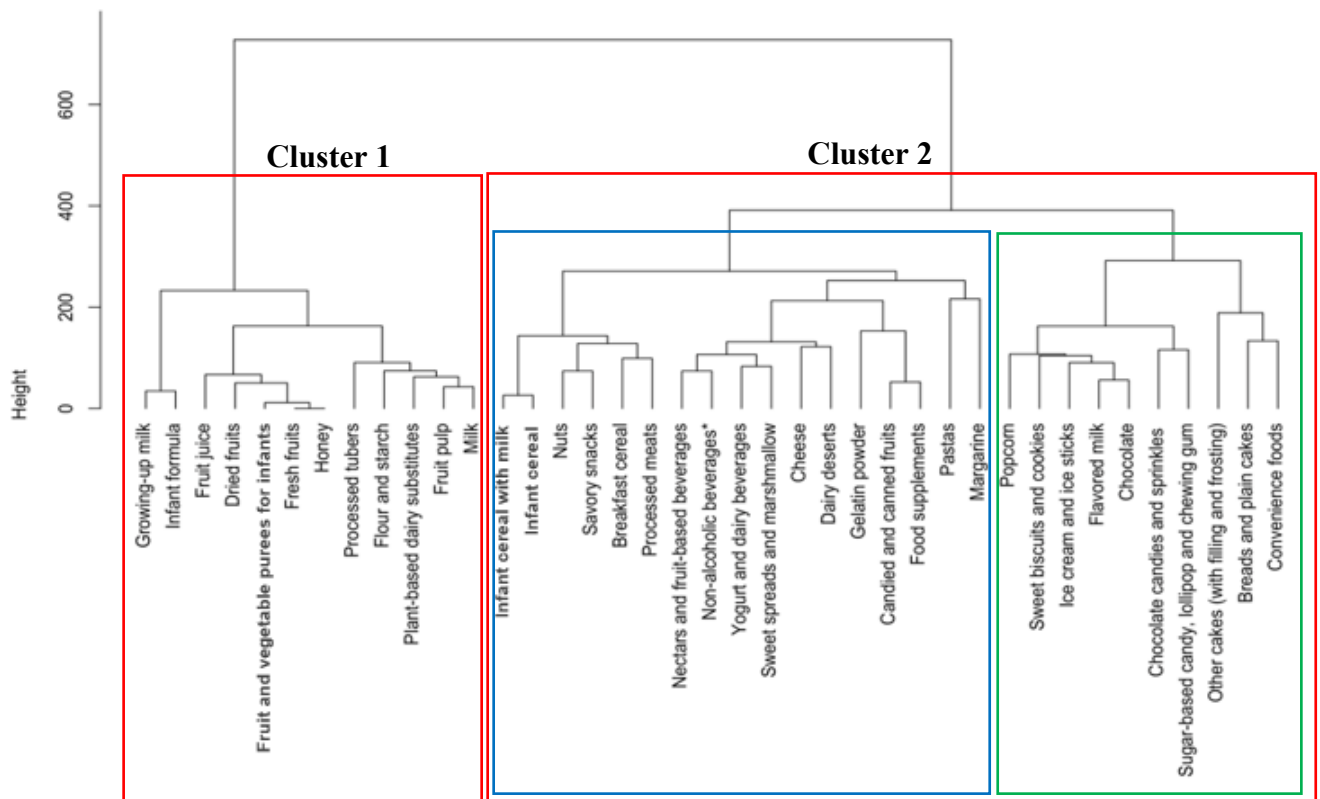 Cluster 1
Cluster 2
Height
600
400
200
0
Growing-up milk
Infant formula
Fruit juice
Dried fruits
Fruit and vegetable purees for infants
Fresh fruits
Honey
Processed tubers
Flour and starch
Plant-based dairy substitutes
Fruit pulp
Milk
Infant cereal with milk
Infant cereal
Nuts
Savory snacks
Breakfast cereal
Processed meats
Nectars and fruit-based beverages
Non-alcoholic beverages*
Yogurt and dairy beverages
Sweet spreads and marshmallow
Cheese
Dairy deserts
Gelatin powder
Candied and canned fruits
Food supplements
Pastas
Margarine
Popcorn
Sweet biscuits and cookies
Ice cream and ice sticks
Flavored milk
Chocolate
Chocolate candies and sprinkles
Sugar-based candy, lollipop and chewing gum
Other cakes (with filling and frosting)
Breads and plain cakes
Convenience foods